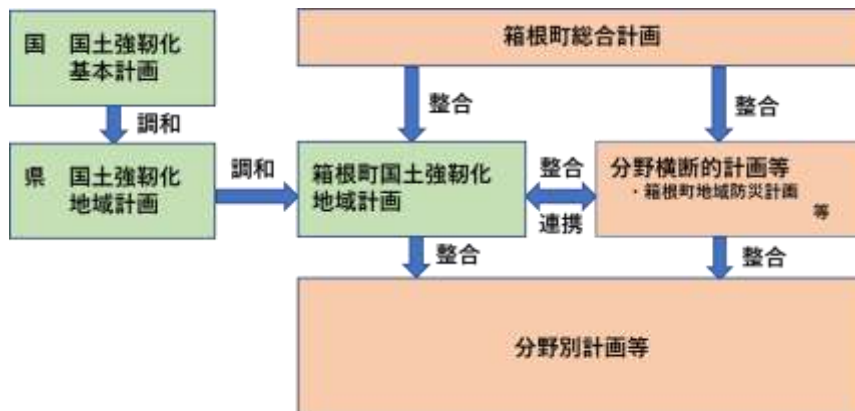 国　国土強靭化
基本計画
箱根町総合計画
調和
整合
整合
県　国土強靭化
地域計画
調和
箱根町国土強靭化
地域計画
整合
連携
分野横断的計画等
・箱根町地域防災計画
等
整合
整合
分野別計画等